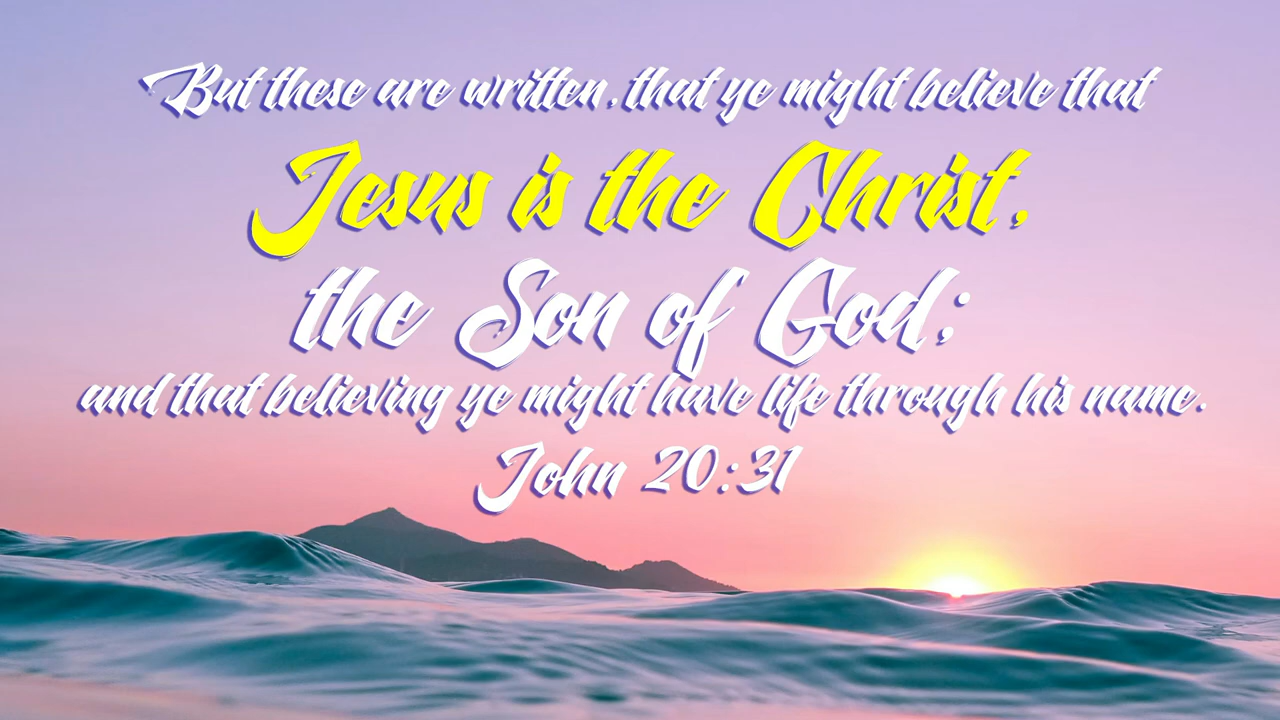 But these are written, that ye might believe that
Jesus is the Christ,
the Son of God;
and that believing ye might have life through his name.
John 20:31